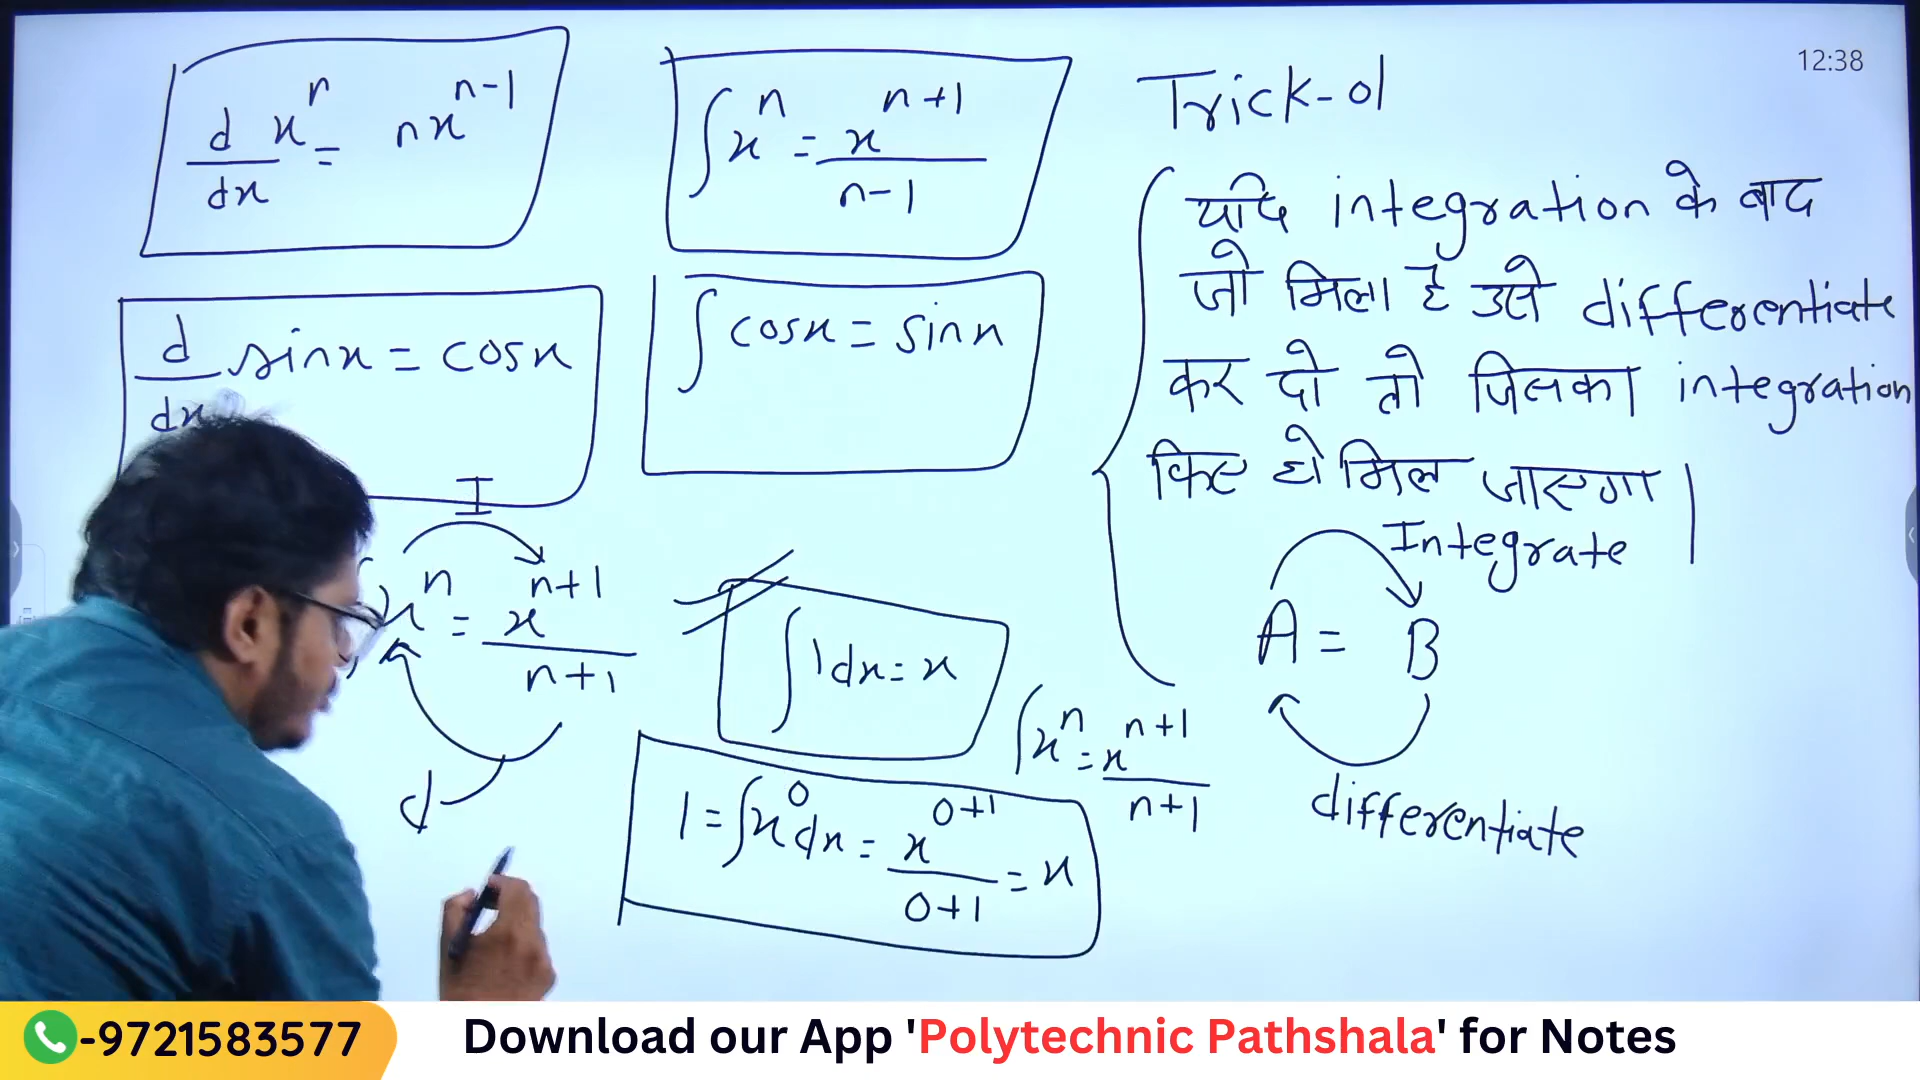 12:38
d/dx x^n = nx^(n-1)
∫x^n = x^(n+1)/(n-1)
Trick-01
यदि integration के बाद
जो मिला है उसे differentiate
कर दो तो जिसका integration
किए हो मिल जाएगा |
d/dx sinx = cosx
∫cosx = sinx
I
x^n = x^(n+1)/(n+1)
d
∫1dx = x
∫x^n = x^(n+1)/(n+1)
1 = ∫x^0 dx = x^(0+1)/(0+1) = x
Integrate
A = B
differentiate
-9721583577
Download our App 'Polytechnic Pathshala' for Notes